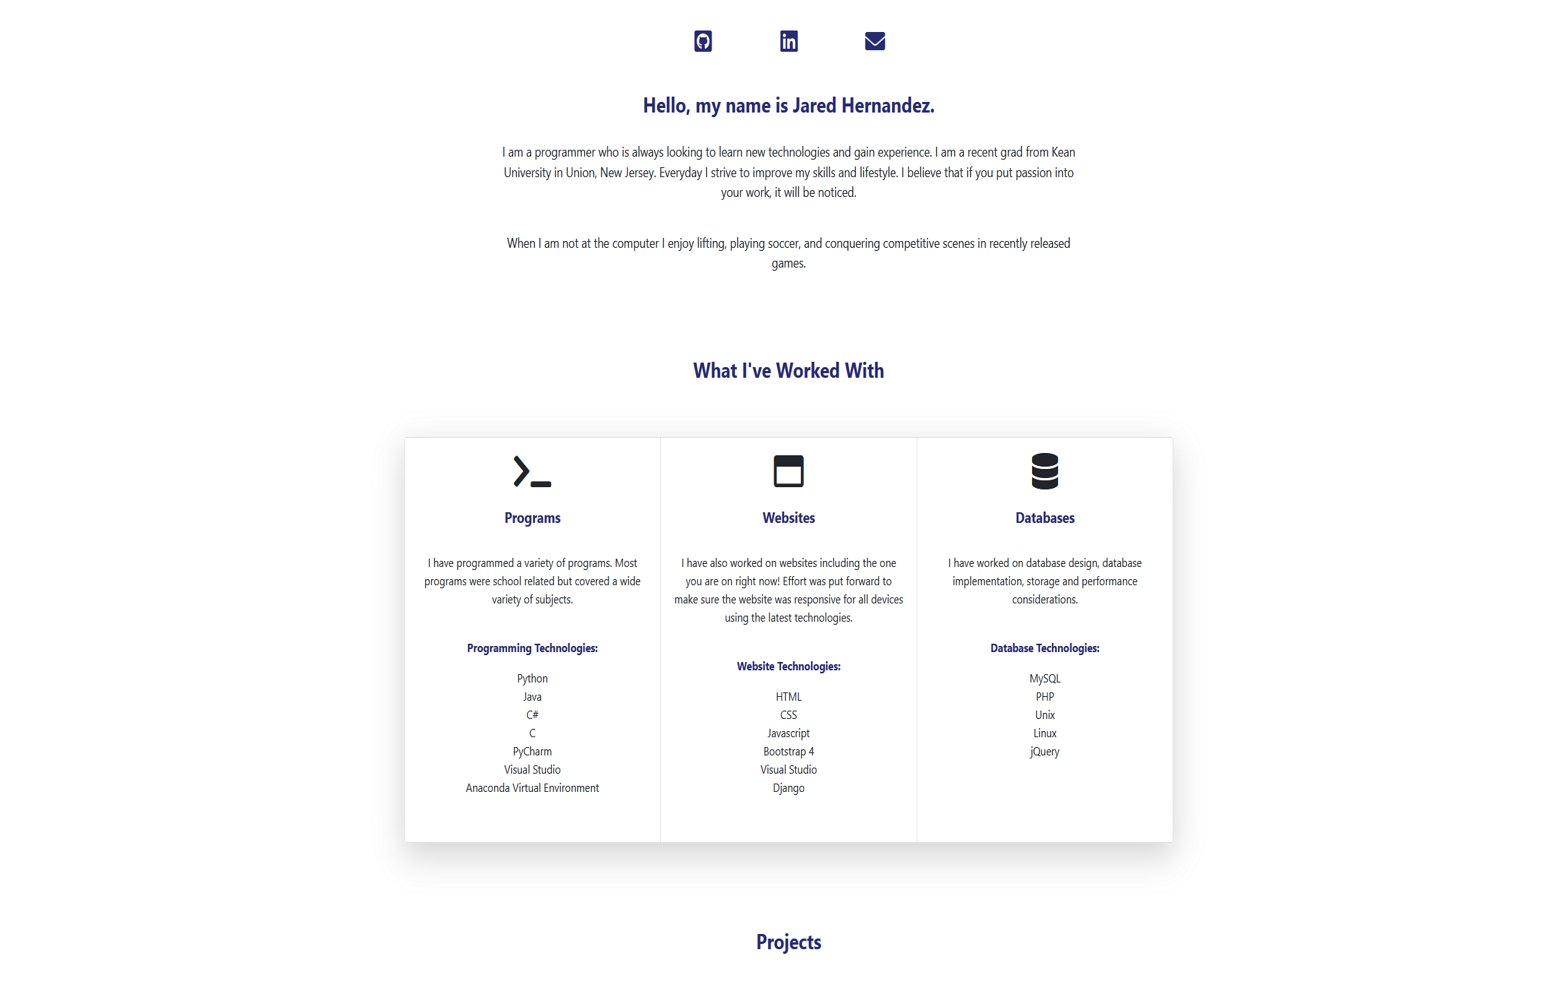 Hello, my name is Jared Hernandez.
I am a programmer who is always looking to learn new technologies and gain experience. I am a recent grad from Kean
University in Union, New Jersey. Everyday I strive to improve my skills and lifestyle. I believe that if you put passion into
your work, it will be noticed.
When I am not at the computer I enjoy lifting, playing soccer, and conquering competitive scenes in recently released
games.
What I've Worked With
Programs
I have programmed a variety of programs. Most
programs were school related but covered a wide
variety of subjects.
Programming Technologies:
Python
Java
C#
C
PyCharm
Visual Studio
Anaconda Virtual Environment
Websites
I have also worked on websites including the one
you are on right now! Effort was put forward to
make sure the website was responsive for all devices
using the latest technologies.
Website Technologies:
HTML
CSS
Javascript
Bootstrap 4
Visual Studio
Django
Databases
I have worked on database design, database
implementation, storage and performance
considerations.
Database Technologies:
MySQL
PHP
Unix
Linux
jQuery
Projects